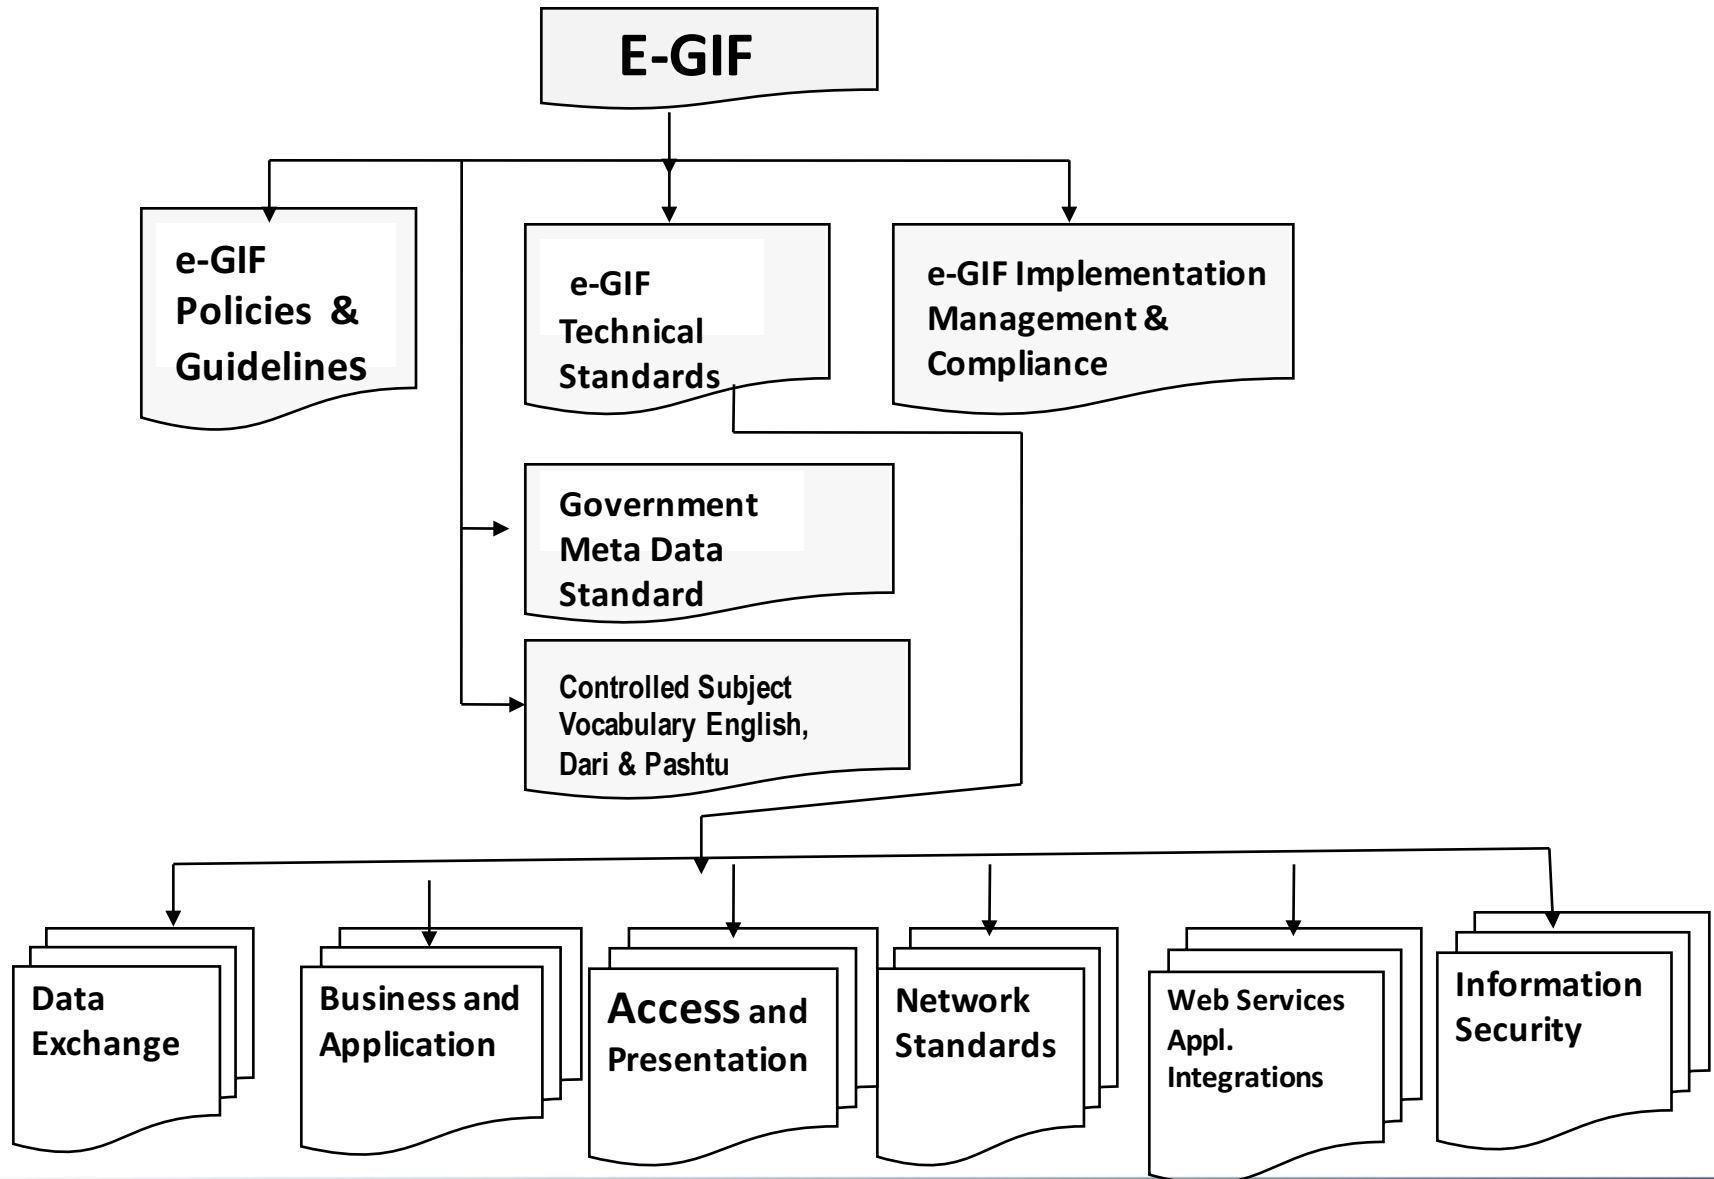 E-GIF
e-GIF
Policies & 
Guidelines
e-GIF
Technical
Standards
e-GIF Implementation
Management &
Compliance
Government
Meta Data
Standard
Controlled Subject
Vocabulary English,
Dari & Pashtu
Data
Exchange
Business and
Application
Access and
Presentation
Network
Standards
Web Services
Appl.
Integrations
Information
Security